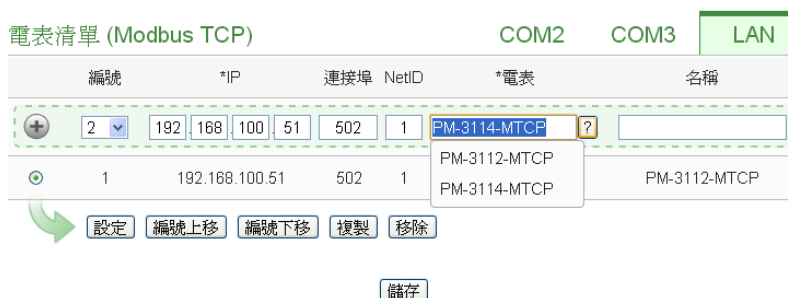 電表清單 (Modbus TCP) COM2 COM3 LAN
編號 *IP 連接埠 NetID *電表 名稱
2 192 . 168 . 100 . 51 502 1 PM-3114-MTCP ?
PM-3112-MTCP
PM-3114-MTCP
1 192.168.100.51 502 1 PM-3112-MTCP
設定 編號上移 編號下移 複製 移除
儲存